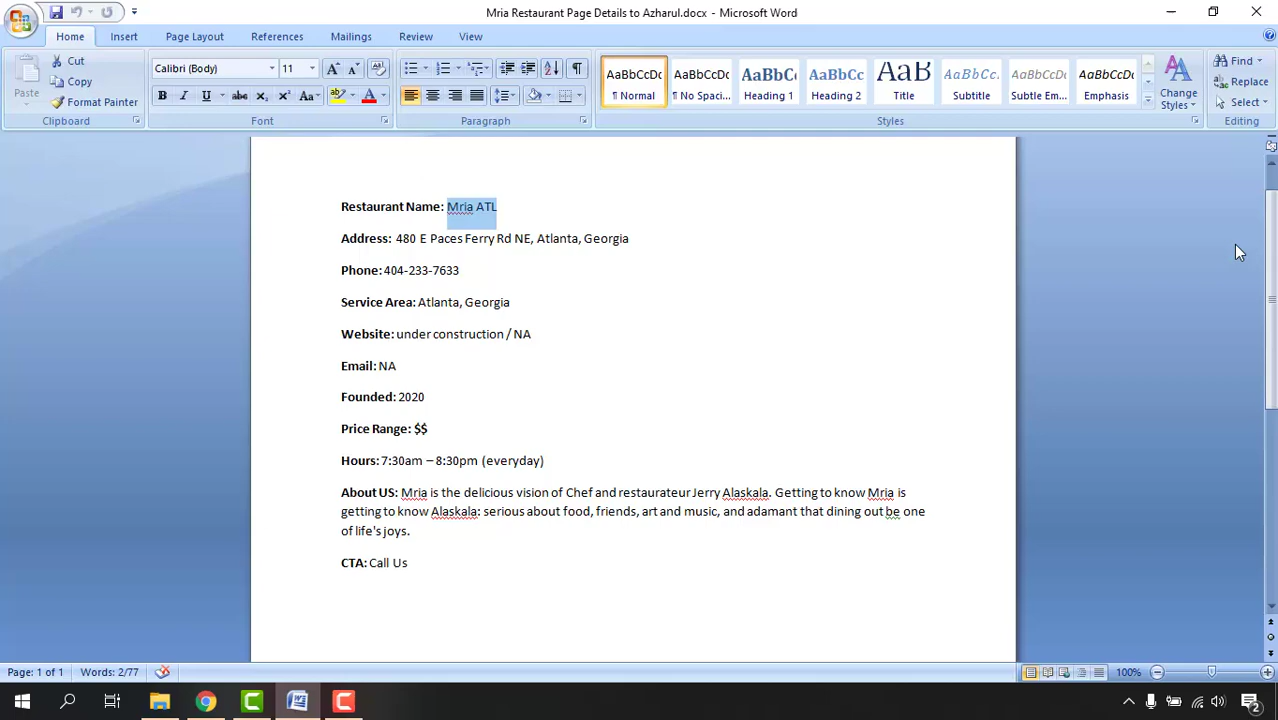 Mria Restaurant Page Details to Azharul.docx - Microsoft Word
Home Insert Page Layout References Mailings Review View
Paste
Cut
Copy
Format Painter
Clipboard
Calibri (Body) 11
B I U abc x₂ x² Aa
Font
Paragraph
AaBbCcDc AaBbCcDc AaBbC AaBbCc AaB AaBbCc. AaBbCcDc AaBbCcDc
¶ Normal ¶ No Spaci... Heading 1 Heading 2 Title Subtitle Subtle Em... Emphasis
Change Styles
Styles
Find
Replace
Select
Editing
Restaurant Name: Mria ATL
Address: 480 E Paces Ferry Rd NE, Atlanta, Georgia
Phone: 404-233-7633
Service Area: Atlanta, Georgia
Website: under construction / NA
Email: NA
Founded: 2020
Price Range: $$
Hours: 7:30am – 8:30pm (everyday)
About US: Mria is the delicious vision of Chef and restaurateur Jerry Alaskala. Getting to know Mria is
getting to know Alaskala: serious about food, friends, art and music, and adamant that dining out be one
of life's joys.
CTA: Call Us
Page: 1 of 1 Words: 2/77 100%
2